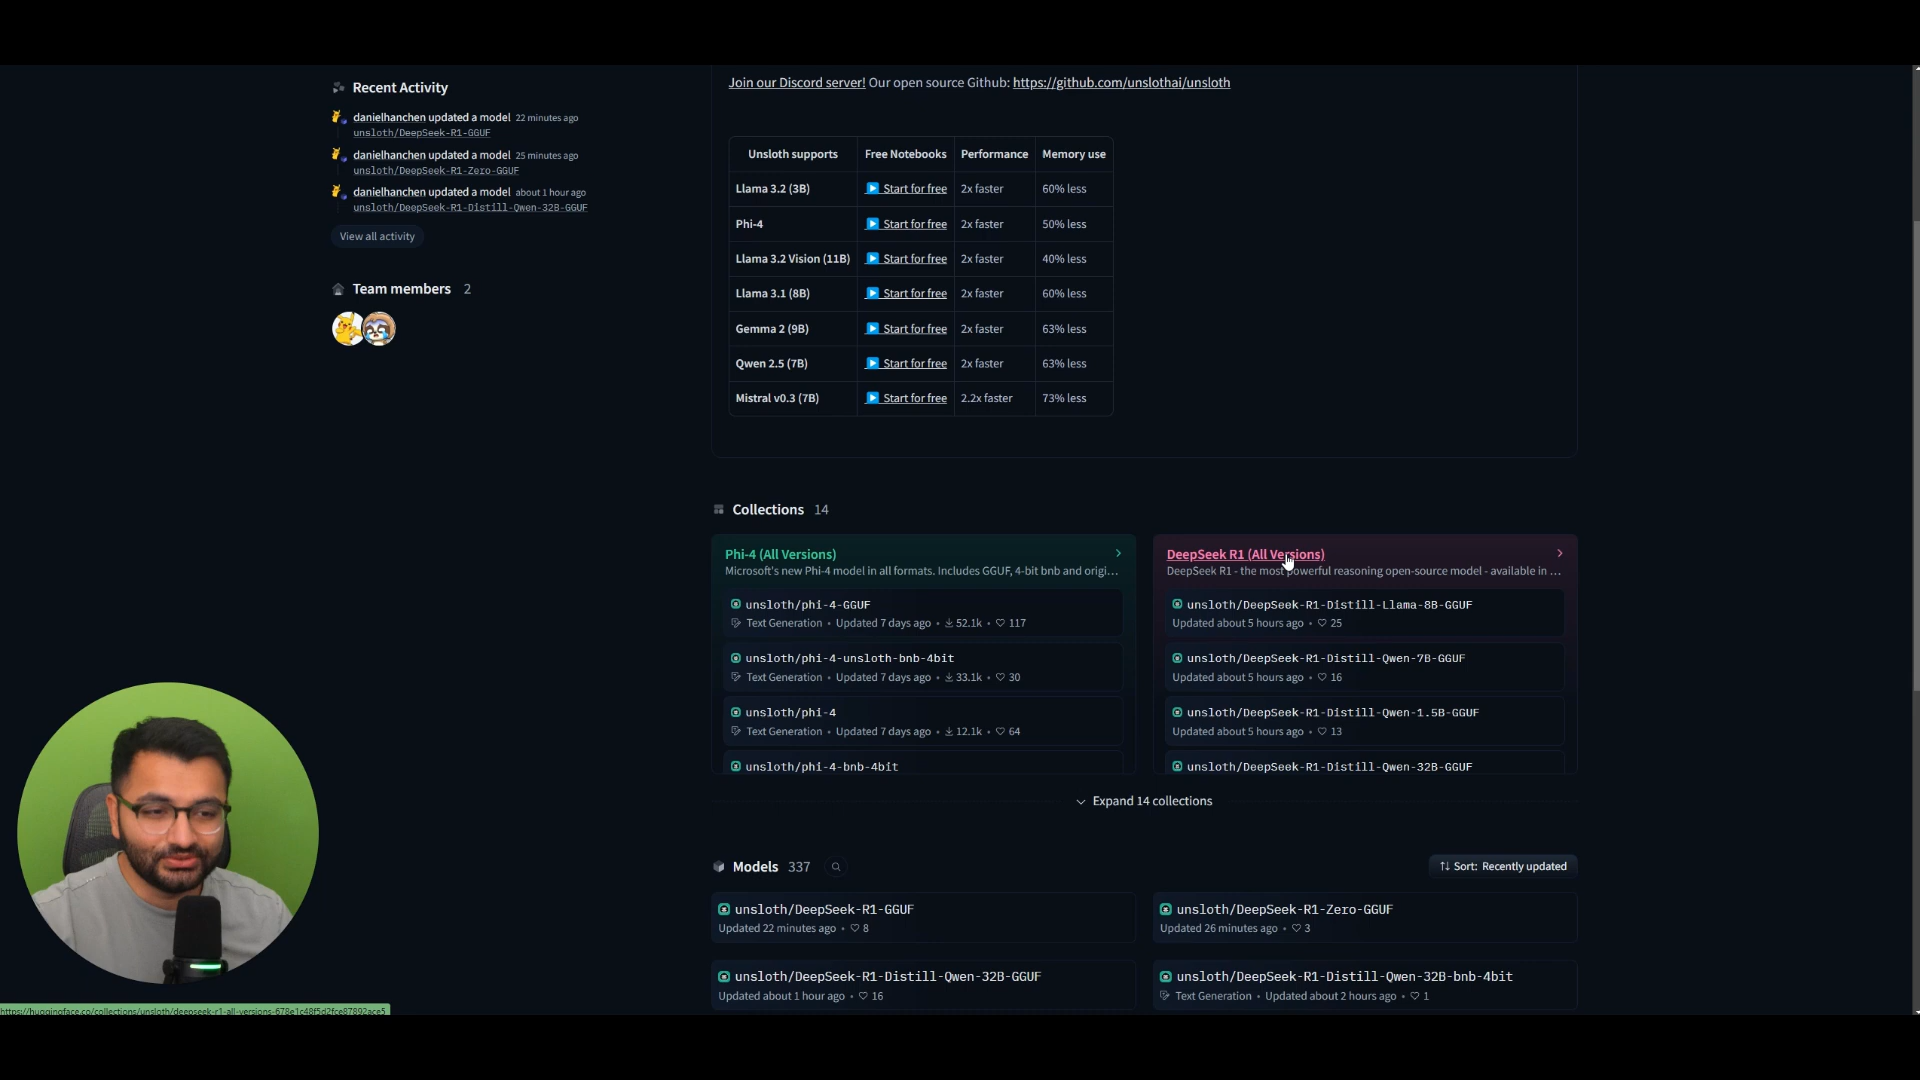 Recent Activity
danielhanchen updated a model 22 minutes ago
unsloth/DeepSeek-R1-GGUF
danielhanchen updated a model 25 minutes ago
unsloth/DeepSeek-R1-Zero-GGUF
danielhanchen updated a model about 1 hour ago
unsloth/DeepSeek-R1-Distill-Qwen-32B-GGUF
View all activity
Team members 2
Join our Discord server! Our open source Github: https://github.com/unslothai/unsloth
Unsloth supports Free Notebooks Performance Memory use
Llama 3.2 (3B) Start for free 2x faster 60% less
Phi-4 Start for free 2x faster 50% less
Llama 3.2 Vision (11B) Start for free 2x faster 40% less
Llama 3.1 (8B) Start for free 2x faster 60% less
Gemma 2 (9B) Start for free 2x faster 63% less
Qwen 2.5 (7B) Start for free 2x faster 63% less
Mistral v0.3 (7B) Start for free 2.2x faster 73% less
Collections 14
Phi-4 (All Versions)
Microsoft's new Phi-4 model in all formats. Includes GGUF, 4-bit bnb and origi...
unsloth/phi-4-GGUF
Text Generation • Updated 7 days ago • 52.1k • 117
unsloth/phi-4-unsloth-bnb-4bit
Text Generation • Updated 7 days ago • 33.1k • 30
unsloth/phi-4
Text Generation • Updated 7 days ago • 12.1k • 64
unsloth/phi-4-bnb-4bit
DeepSeek R1 (All Versions)
DeepSeek R1 - the most powerful reasoning open-source model - available in ...
unsloth/DeepSeek-R1-Distill-Llama-8B-GGUF
Updated about 5 hours ago • 25
unsloth/DeepSeek-R1-Distill-Qwen-7B-GGUF
Updated about 5 hours ago • 16
unsloth/DeepSeek-R1-Distill-Qwen-1.5B-GGUF
Updated about 5 hours ago • 13
unsloth/DeepSeek-R1-Distill-Qwen-32B-GGUF
Expand 14 collections
Models 337
Sort: Recently updated
unsloth/DeepSeek-R1-GGUF
Updated 22 minutes ago • 8
unsloth/DeepSeek-R1-Zero-GGUF
Updated 26 minutes ago • 3
unsloth/DeepSeek-R1-Distill-Qwen-32B-GGUF
Updated about 1 hour ago • 16
unsloth/DeepSeek-R1-Distill-Qwen-32B-bnb-4bit
Text Generation • Updated about 2 hours ago • 1